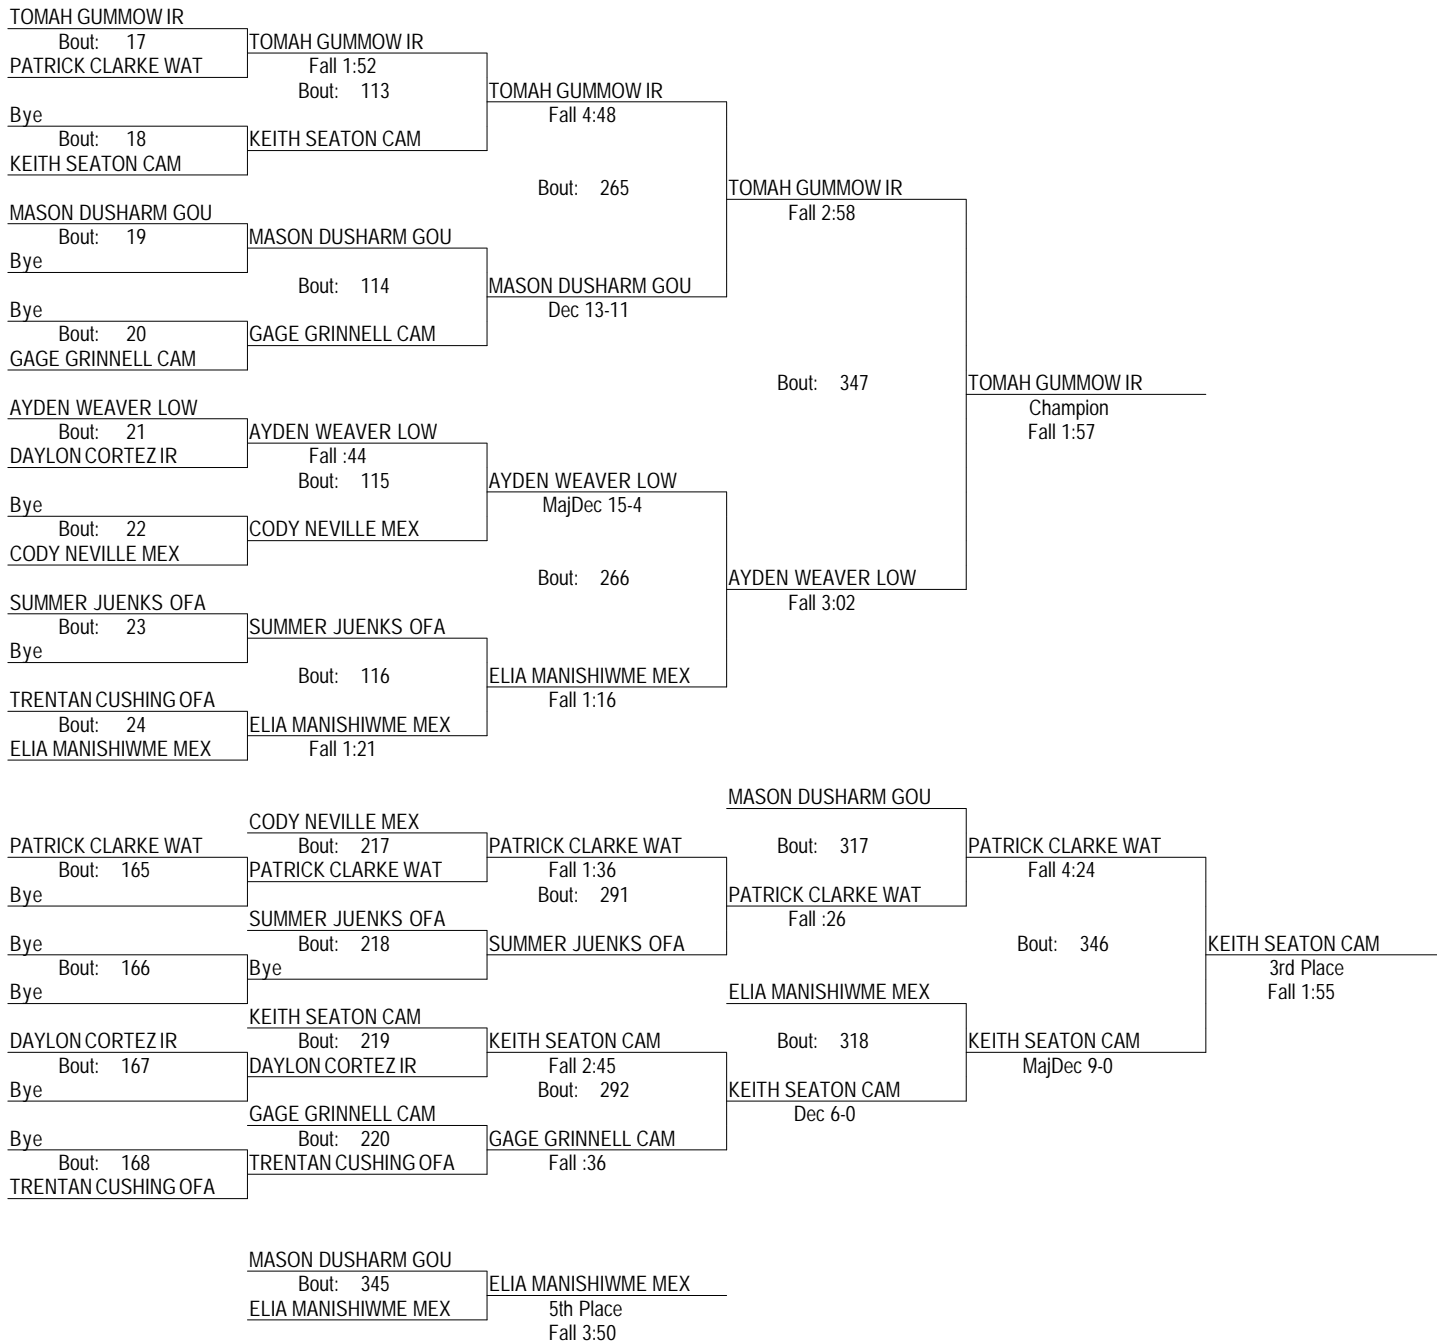 TOMAH GUMMOW IR
Bout: 17
TOMAH GUMMOW IR
PATRICK CLARKE WAT
Fall 1:52
Bout: 113
TOMAH GUMMOW IR
Bye
Fall 4:48
Bout: 18
KEITH SEATON CAM
KEITH SEATON CAM
Bout: 265
TOMAH GUMMOW IR
MASON DUSHARM GOU
Fall 2:58
Bout: 19
MASON DUSHARM GOU
Bye
Bout: 114
MASON DUSHARM GOU
Bye
Dec 13-11
Bout: 20
GAGE GRINNELL CAM
GAGE GRINNELL CAM
Bout: 347
TOMAH GUMMOW IR
AYDEN WEAVER LOW
Champion
Bout: 21
AYDEN WEAVER LOW
Fall 1:57
DAYLON CORTEZ IR
Fall :44
Bout: 115
AYDEN WEAVER LOW
Bye
MajDec 15-4
Bout: 22
CODY NEVILLE MEX
CODY NEVILLE MEX
Bout: 266
AYDEN WEAVER LOW
SUMMER JUENKS OFA
Fall 3:02
Bout: 23
SUMMER JUENKS OFA
Bye
Bout: 116
ELIA MANISHIWME MEX
TRENTAN CUSHING OFA
Fall 1:16
Bout: 24
ELIA MANISHIWME MEX
ELIA MANISHIWME MEX
Fall 1:21
MASON DUSHARM GOU
CODY NEVILLE MEX
PATRICK CLARKE WAT
Bout: 217
PATRICK CLARKE WAT
Bout: 317
PATRICK CLARKE WAT
Bout: 165
PATRICK CLARKE WAT
Fall 1:36
Fall 4:24
Bye
Bout: 291
PATRICK CLARKE WAT
SUMMER JUENKS OFA
Fall :26
Bye
Bout: 218
SUMMER JUENKS OFA
Bout: 346
KEITH SEATON CAM
Bout: 166
Bye
3rd Place
Bye
ELIA MANISHIWME MEX
Fall 1:55
KEITH SEATON CAM
DAYLON CORTEZ IR
Bout: 219
KEITH SEATON CAM
Bout: 318
KEITH SEATON CAM
Bout: 167
DAYLON CORTEZ IR
Fall 2:45
MajDec 9-0
Bye
Bout: 292
KEITH SEATON CAM
GAGE GRINNELL CAM
Dec 6-0
Bye
Bout: 220
GAGE GRINNELL CAM
Bout: 168
TRENTAN CUSHING OFA
Fall :36
TRENTAN CUSHING OFA
MASON DUSHARM GOU
Bout: 345
ELIA MANISHIWME MEX
ELIA MANISHIWME MEX
5th Place
Fall 3:50